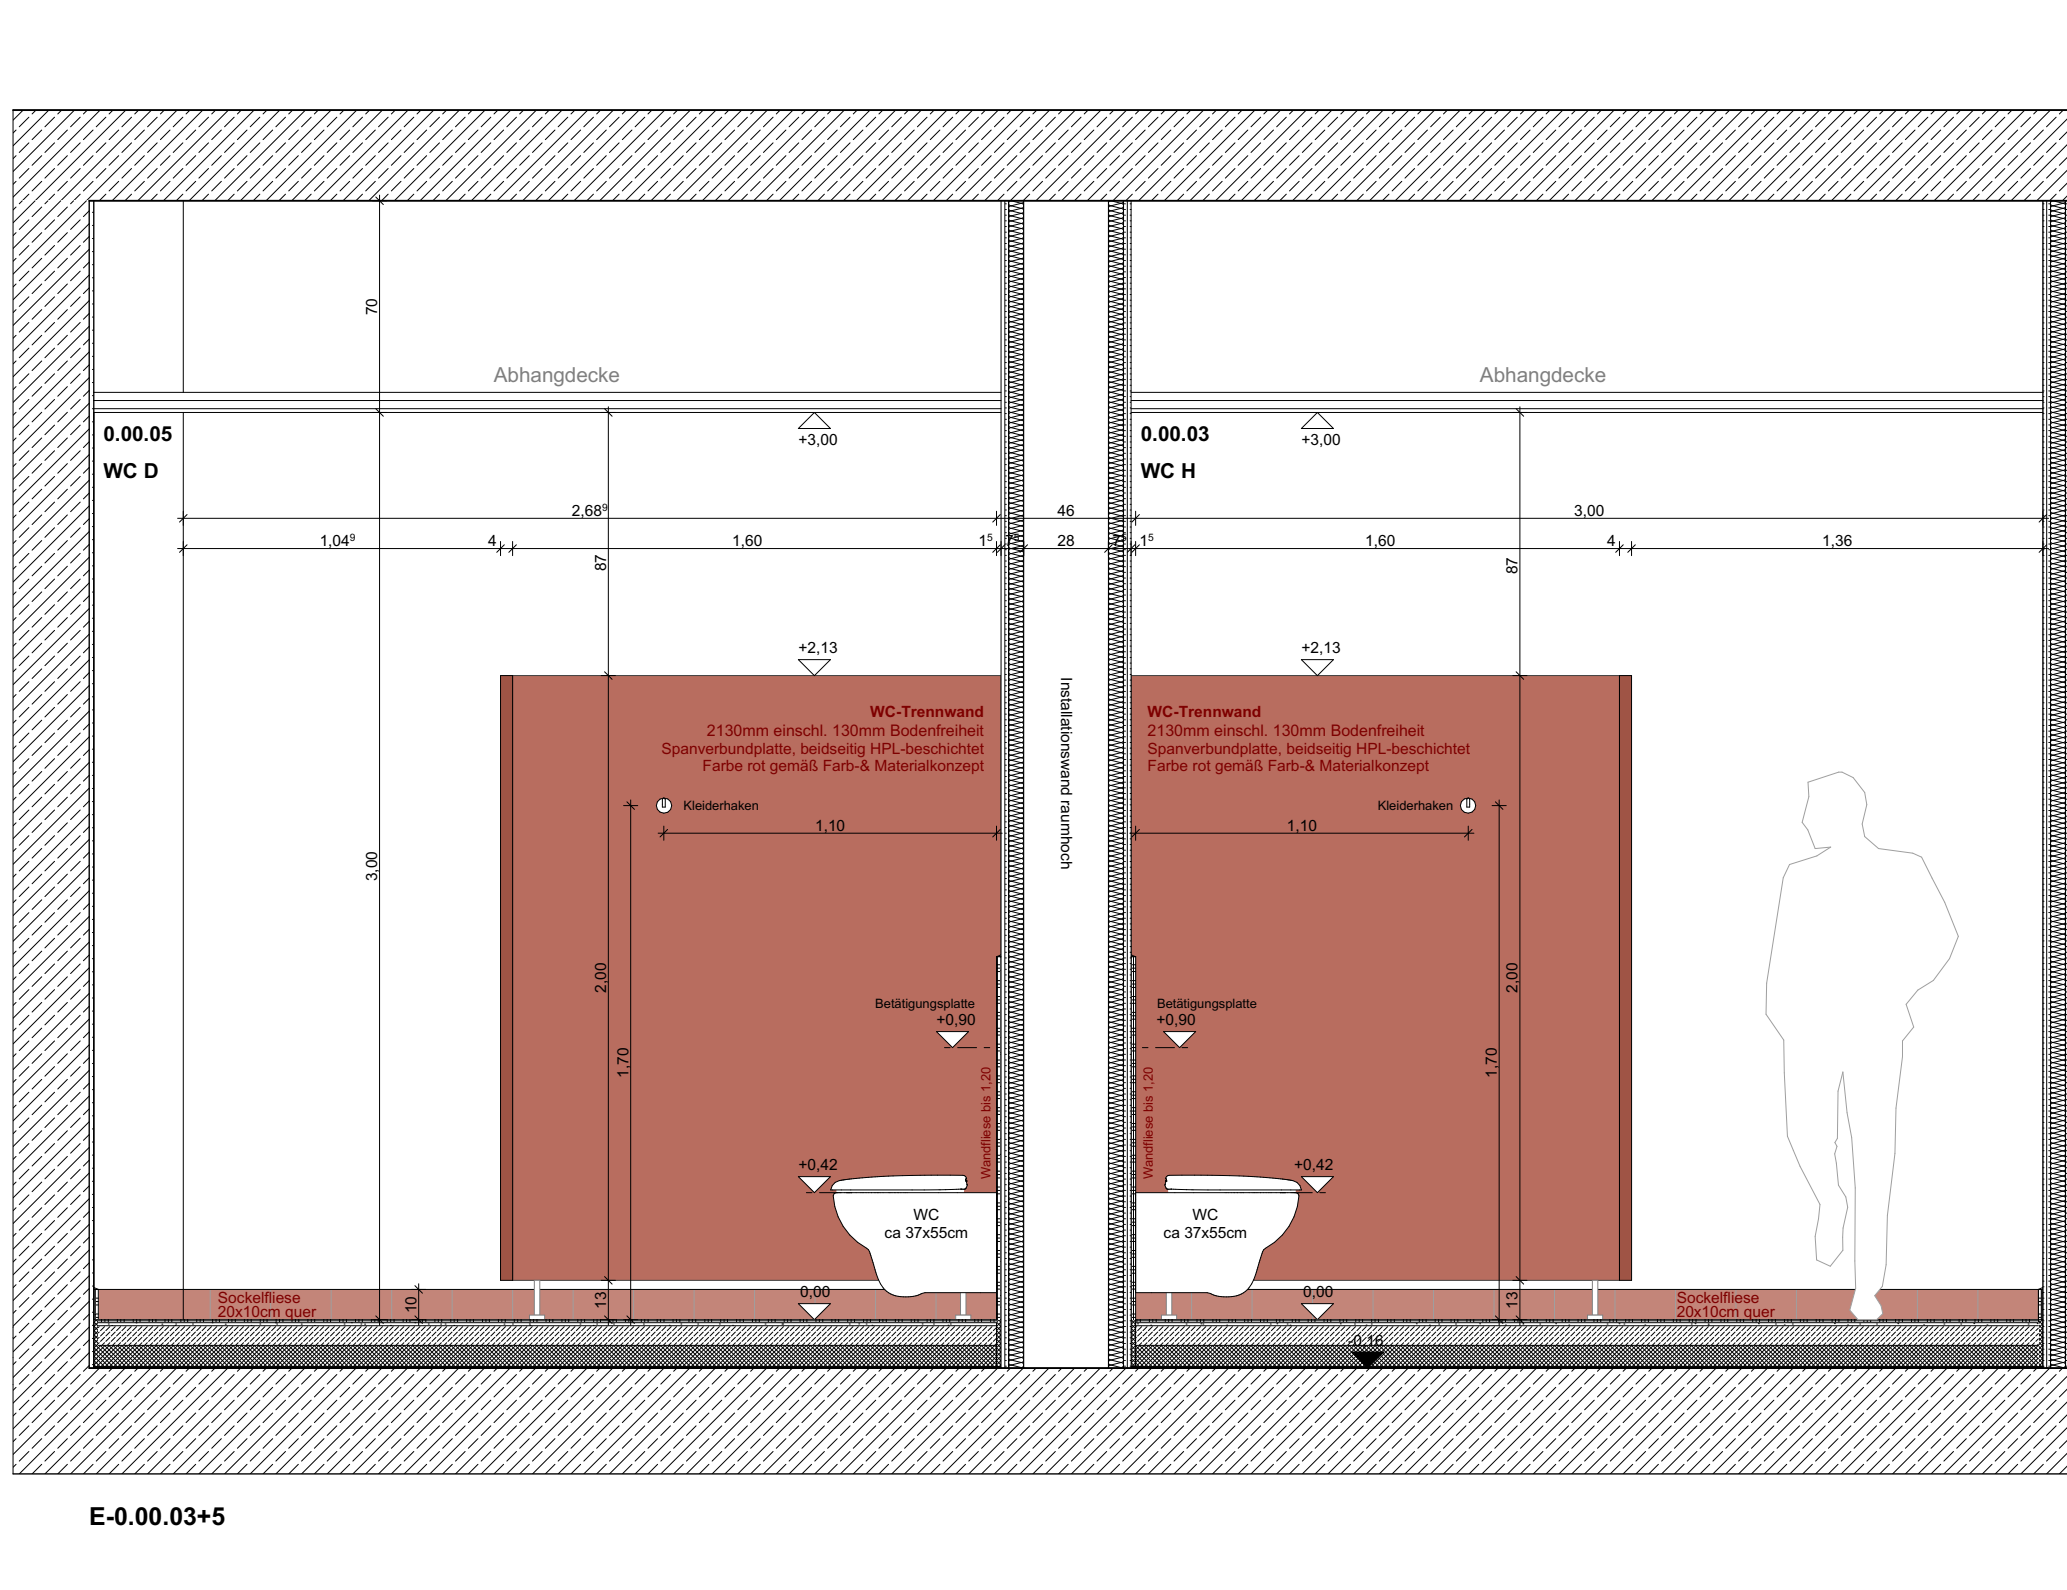 70
Abhangdecke
Abhangdecke
0.00.05
WC D
+3,00
0.00.03
WC H
+3,00
2,68⁹
46
3,00
1,04⁹
4
1,60
1⁵
28
1⁵
1,60
4
1,36
87
87
+2,13
+2,13
WC-Trennwand
2130mm einschl. 130mm Bodenfreiheit
Spanverbundplatte, beidseitig HPL-beschichtet
Farbe rot gemäß Farb-& Materialkonzept
Installationswand raumhoch
WC-Trennwand
2130mm einschl. 130mm Bodenfreiheit
Spanverbundplatte, beidseitig HPL-beschichtet
Farbe rot gemäß Farb-& Materialkonzept
Kleiderhaken
Kleiderhaken
1,10
1,10
3,00
2,00
2,00
Betätigungsplatte
+0,90
Betätigungsplatte
+0,90
1,70
1,70
Wandfliese bis 1,20
Wandfliese bis 1,20
+0,42
+0,42
WC
ca 37x55cm
WC
ca 37x55cm
Sockelfliese
20x10cm quer
10
13
0,00
0,00
13
Sockelfliese
20x10cm quer
-0,16
E-0.00.03+5